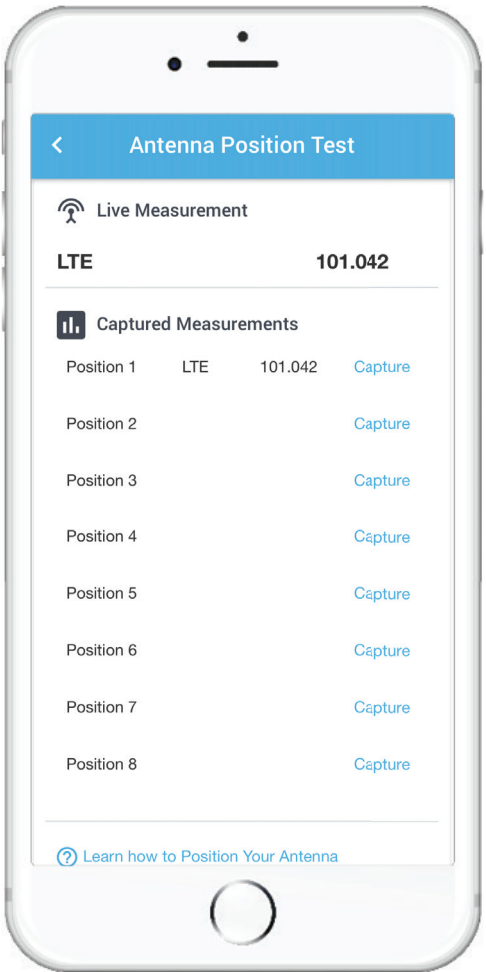 Antenna Position Test
Live Measurement
LTE 101.042
Captured Measurements
Position 1 LTE 101.042 Capture
Position 2 Capture
Position 3 Capture
Position 4 Capture
Position 5 Capture
Position 6 Capture
Position 7 Capture
Position 8 Capture
Learn how to Position Your Antenna